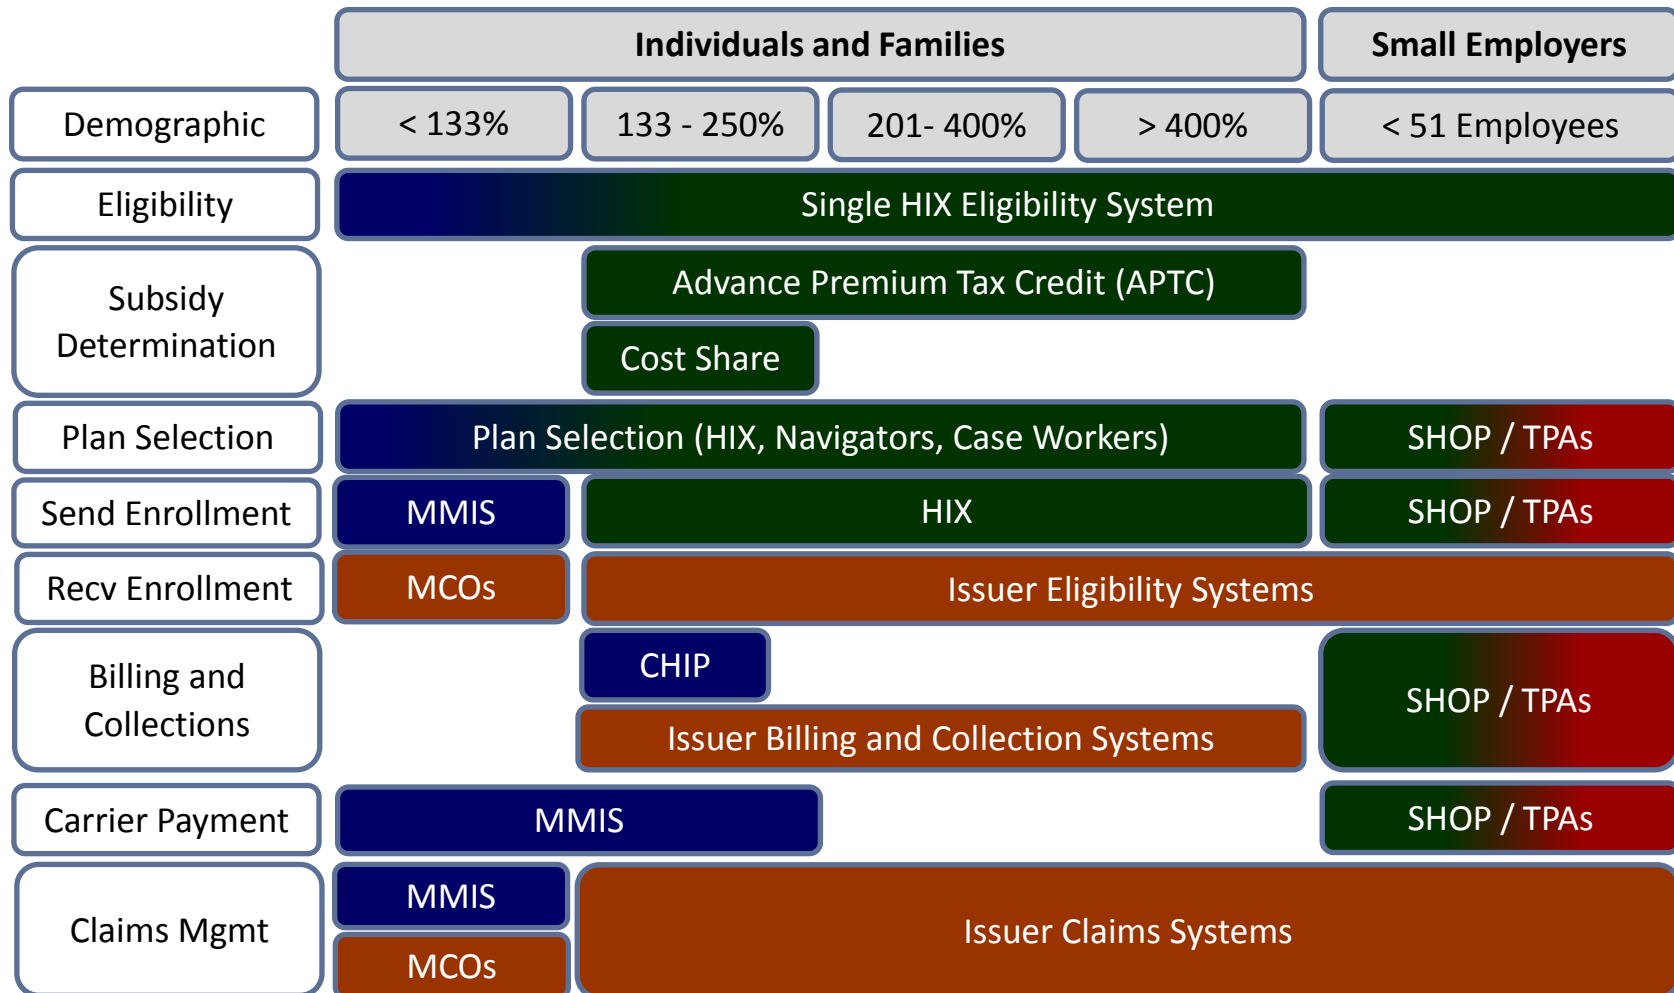 Individuals and Families
Small Employers
Demographic
< 133%
133 - 250%
201- 400%
> 400%
< 51 Employees
Eligibility
Single HIX Eligibility System
Subsidy
Determination
Advance Premium Tax Credit (APTC)
Cost Share
Plan Selection
Plan Selection (HIX, Navigators, Case Workers)
SHOP / TPAs
Send Enrollment
MMIS
HIX
SHOP / TPAs
Recv Enrollment
MCOs
Issuer Eligibility Systems
Billing and
Collections
CHIP
Issuer Billing and Collection Systems
SHOP / TPAs
Carrier Payment
MMIS
SHOP / TPAs
Claims Mgmt
MMIS
MCOs
Issuer Claims Systems